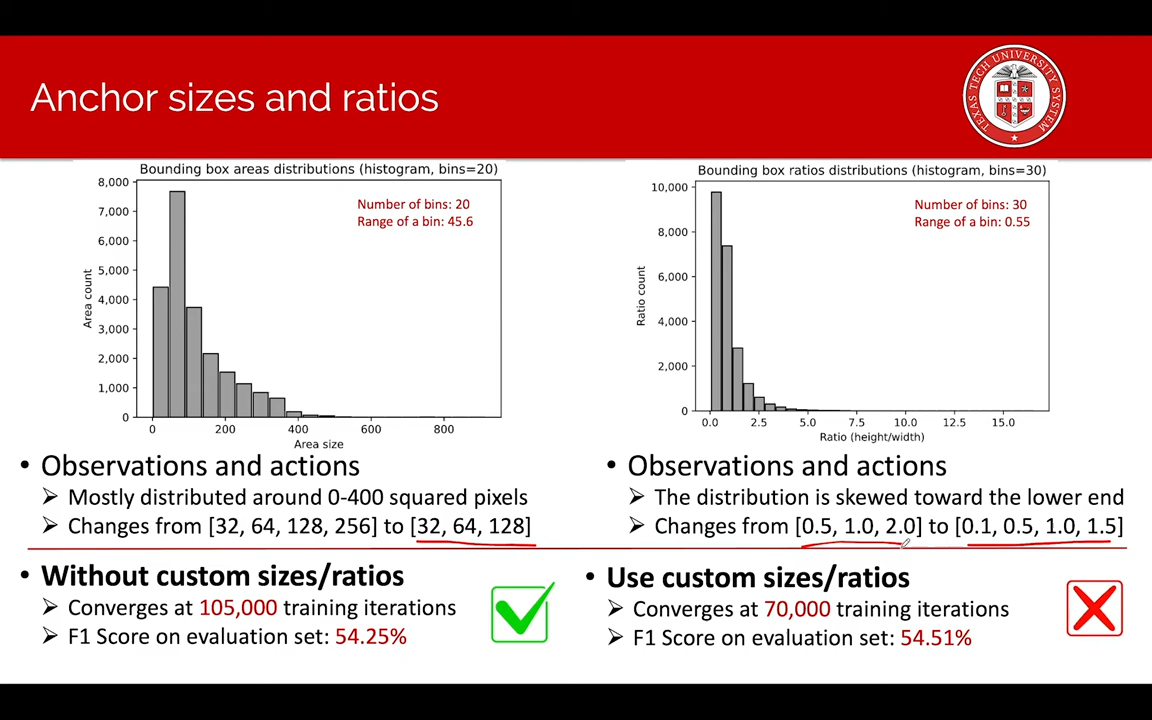 Anchor sizes and ratios
TEXAS TECH UNIVERSITY SYSTEM
Bounding box areas distributions (histogram, bins=20)
Number of bins: 20
Range of a bin: 45.6
8,000
7,000
6,000
5,000
4,000
3,000
2,000
1,000
0
Area count
0 200 400 600 800
Area size
Bounding box ratios distributions (histogram, bins=30)
Number of bins: 30
Range of a bin: 0.55
10,000
8,000
6,000
4,000
2,000
0
Ratio count
0.0 2.5 5.0 7.5 10.0 12.5 15.0
Ratio (height/width)
• Observations and actions
➢ Mostly distributed around 0-400 squared pixels
➢ Changes from [32, 64, 128, 256] to [32, 64, 128]
• Observations and actions
➢ The distribution is skewed toward the lower end
➢ Changes from [0.5, 1.0, 2.0] to [0.1, 0.5, 1.0, 1.5]
• Without custom sizes/ratios
➢ Converges at 105,000 training iterations
➢ F1 Score on evaluation set: 54.25%
• Use custom sizes/ratios
➢ Converges at 70,000 training iterations
➢ F1 Score on evaluation set: 54.51%